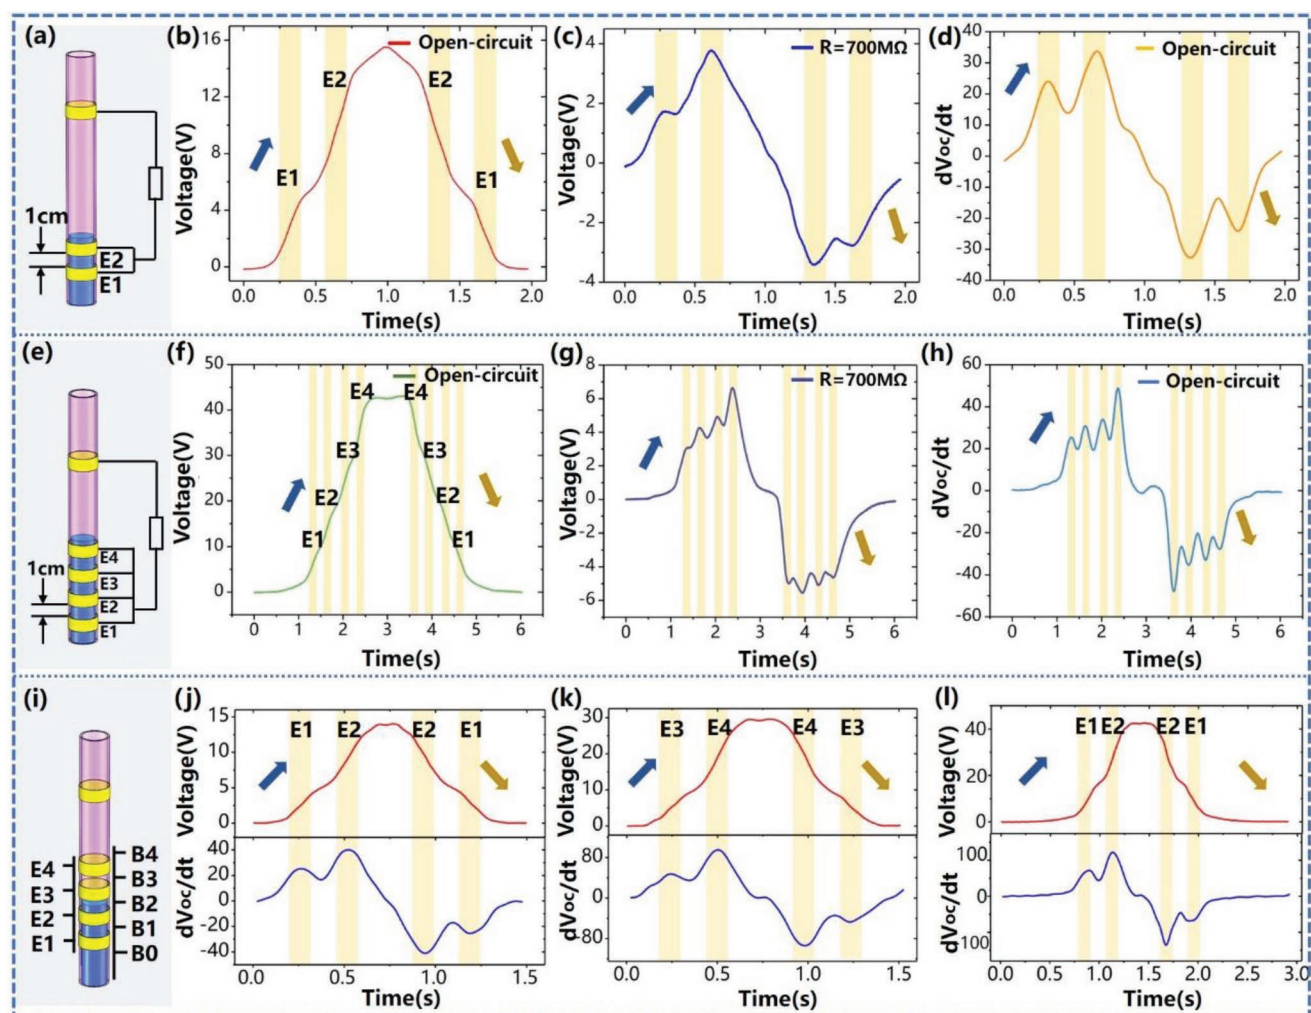 (a)
1cm
E2
E1
(b)
Open-circuit
Voltage(V)
16
12
8
4
0
E1
E2
E2
E1
0.0 0.5 1.0 1.5 2.0
Time(s)
(c)
R=700MΩ
Voltage(V)
4
2
0
-2
-4
0.0 0.5 1.0 1.5 2.0
Time(s)
(d)
Open-circuit
dVoc/dt
40
30
20
10
0
-10
-20
-30
-40
0.0 0.5 1.0 1.5 2.0
Time(s)
(e)
1cm
E4
E3
E2
E1
(f)
Open-circuit
Voltage(V)
50
40
30
20
10
0
E1
E2
E3
E4
E4
E3
E2
E1
0 1 2 3 4 5 6
Time(s)
(g)
R=700MΩ
Voltage(V)
8
6
4
2
0
-2
-4
-6
0 1 2 3 4 5 6
Time(s)
(h)
Open-circuit
dVoc/dt
60
40
20
0
-20
-40
-60
0 1 2 3 4 5 6
Time(s)
(i)
E4
E3
E2
E1
B4
B3
B2
B1
B0
(j)
Voltage(V)
15
10
5
0
E1 E2 E2 E1
dVoc/dt
40
20
0
-20
-40
0.0 0.5 1.0 1.5
Time(s)
(k)
Voltage(V)
30
20
10
0
E3 E4 E4 E3
dVoc/dt
80
40
0
-40
-80
0.0 0.5 1.0 1.5
Time(s)
(l)
Voltage(V)
40
20
0
E1 E2 E2 E1
dVoc/dt
100
50
0
50
100
0.0 0.5 1.0 1.5 2.0 2.5 3.0
Time(s)